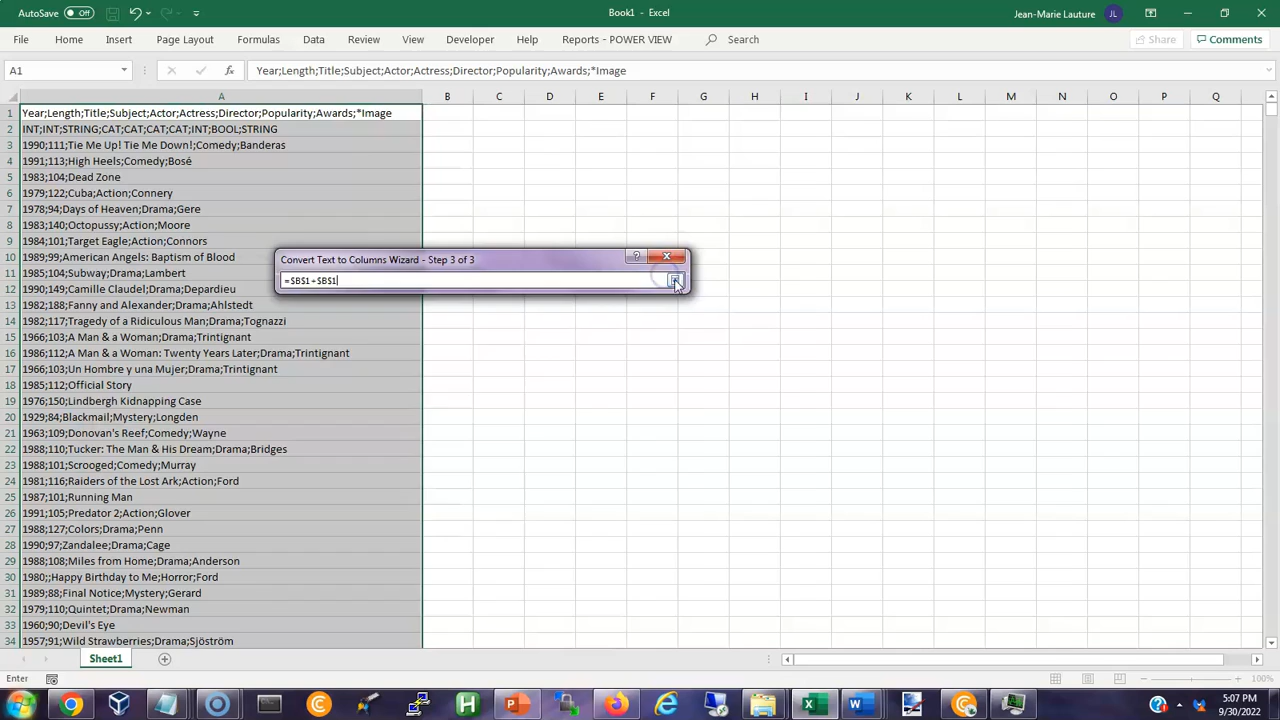 AutoSave Off
Book1 - Excel
Jean-Marie Lauture JL
File Home Insert Page Layout Formulas Data Review View Developer Help Reports - POWER VIEW Search Share Comments
A1 fx Year;Length;Title;Subject;Actor;Actress;Director;Popularity;Awards;*Image
A B C D E F G H I J K L M N O P Q
1 Year;Length;Title;Subject;Actor;Actress;Director;Popularity;Awards;*Image
2 INT;INT;STRING;CAT;CAT;CAT;CAT;INT;BOOL;STRING
3 1990;111;Tie Me Up! Tie Me Down!;Comedy;Banderas
4 1991;113;High Heels;Comedy;Bosé
5 1983;104;Dead Zone
6 1979;122;Cuba;Action;Connery
7 1978;94;Days of Heaven;Drama;Gere
8 1983;140;Octopussy;Action;Moore
9 1984;101;Target Eagle;Action;Connors
10 1989;99;American Angels: Baptism of Blood
Convert Text to Columns Wizard - Step 3 of 3 ?
11 1985;104;Subway;Drama;Lambert
=$B$1+$B$1
12 1990;149;Camille Claudel;Drama;Depardieu
13 1982;188;Fanny and Alexander;Drama;Ahlstedt
14 1982;117;Tragedy of a Ridiculous Man;Drama;Tognazzi
15 1966;103;A Man & a Woman;Drama;Trintignant
16 1986;112;A Man & a Woman: Twenty Years Later;Drama;Trintignant
17 1966;103;Un Hombre y una Mujer;Drama;Trintignant
18 1985;112;Official Story
19 1976;150;Lindbergh Kidnapping Case
20 1929;84;Blackmail;Mystery;Longden
21 1963;109;Donovan's Reef;Comedy;Wayne
22 1988;110;Tucker: The Man & His Dream;Drama;Bridges
23 1988;101;Scrooged;Comedy;Murray
24 1981;116;Raiders of the Lost Ark;Action;Ford
25 1987;101;Running Man
26 1991;105;Predator 2;Action;Glover
27 1988;127;Colors;Drama;Penn
28 1990;97;Zandalee;Drama;Cage
29 1988;108;Miles from Home;Drama;Anderson
30 1980;;Happy Birthday to Me;Horror;Ford
31 1989;88;Final Notice;Mystery;Gerard
32 1979;110;Quintet;Drama;Newman
33 1960;90;Devil's Eye
34 1957;91;Wild Strawberries;Drama;Sjöström
Sheet1
Enter
100%
5:07 PM
9/30/2022